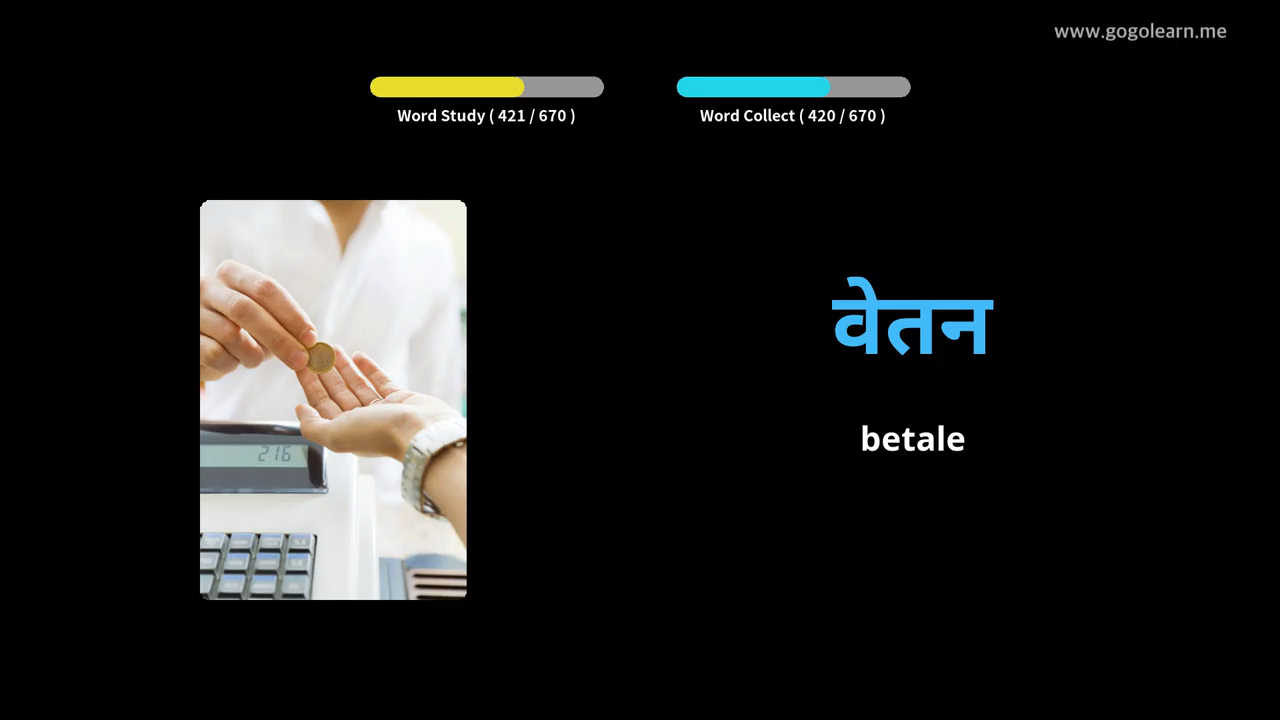 www.gogolearn.me
Word Study ( 421 / 670 )
Word Collect ( 420 / 670 )
216
वेतन
betale